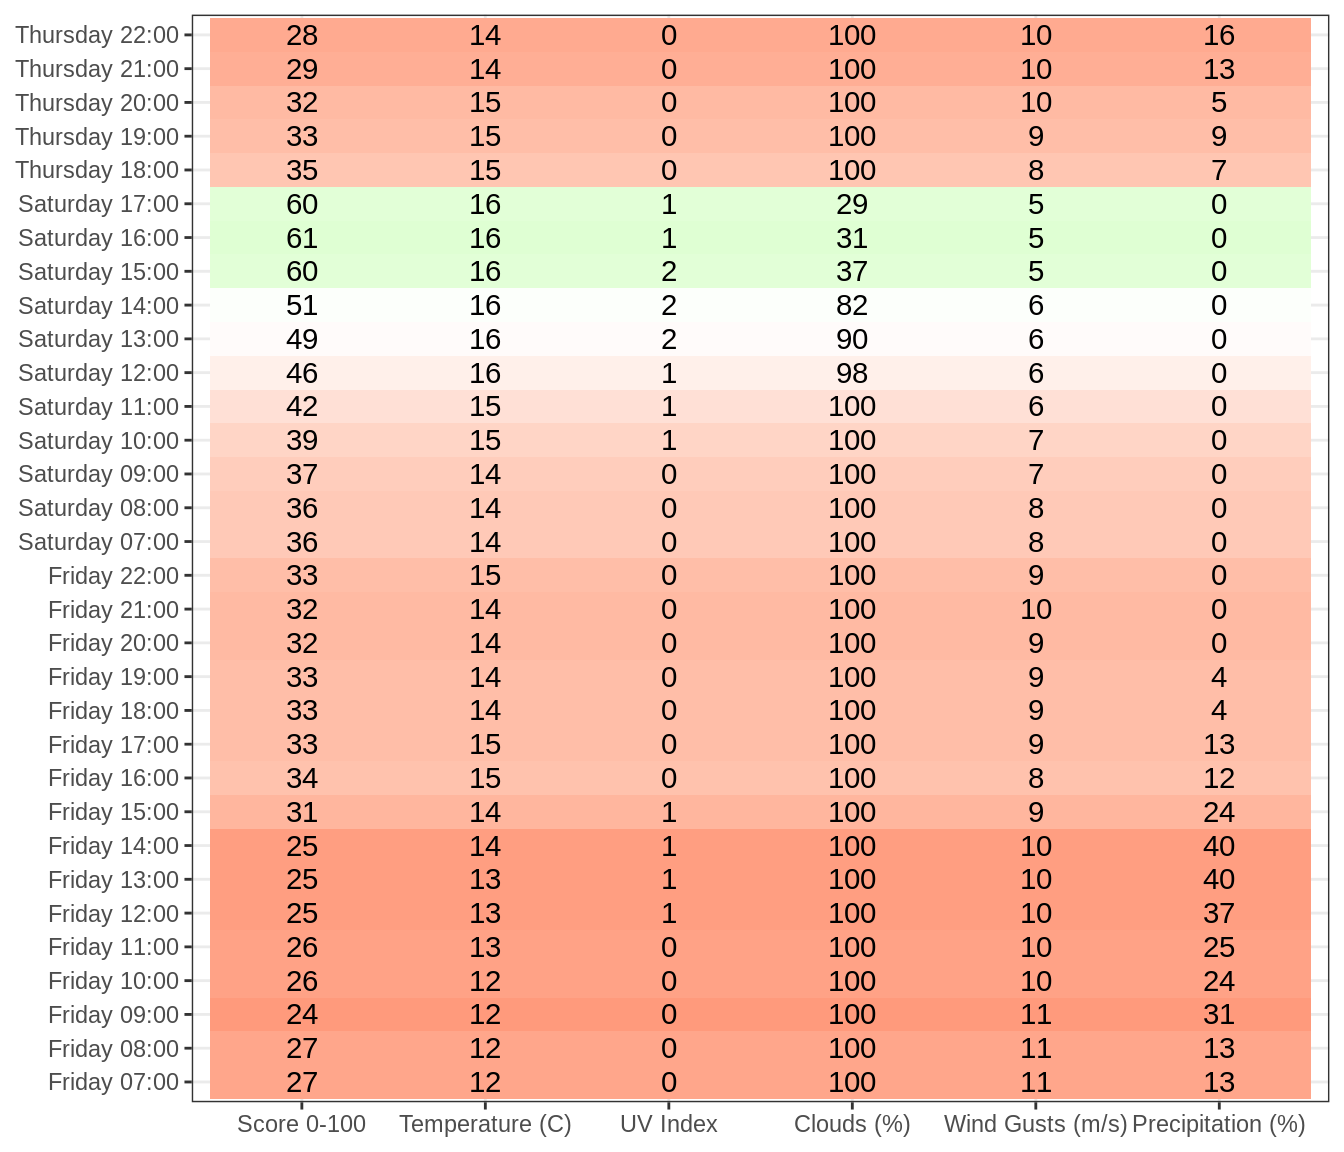 Thursday 22:00 28 14 0 100 10 16
Thursday 21:00 29 14 0 100 10 13
Thursday 20:00 32 15 0 100 10 5
Thursday 19:00 33 15 0 100 9 9
Thursday 18:00 35 15 0 100 8 7
Saturday 17:00 60 16 1 29 5 0
Saturday 16:00 61 16 1 31 5 0
Saturday 15:00 60 16 2 37 5 0
Saturday 14:00 51 16 2 82 6 0
Saturday 13:00 49 16 2 90 6 0
Saturday 12:00 46 16 1 98 6 0
Saturday 11:00 42 15 1 100 6 0
Saturday 10:00 39 15 1 100 7 0
Saturday 09:00 37 14 0 100 7 0
Saturday 08:00 36 14 0 100 8 0
Saturday 07:00 36 14 0 100 8 0
Friday 22:00 33 15 0 100 9 0
Friday 21:00 32 14 0 100 10 0
Friday 20:00 32 14 0 100 9 0
Friday 19:00 33 14 0 100 9 4
Friday 18:00 33 14 0 100 9 4
Friday 17:00 33 15 0 100 9 13
Friday 16:00 34 15 0 100 8 12
Friday 15:00 31 14 1 100 9 24
Friday 14:00 25 14 1 100 10 40
Friday 13:00 25 13 1 100 10 40
Friday 12:00 25 13 1 100 10 37
Friday 11:00 26 13 0 100 10 25
Friday 10:00 26 12 0 100 10 24
Friday 09:00 24 12 0 100 11 31
Friday 08:00 27 12 0 100 11 13
Friday 07:00 27 12 0 100 11 13
Score 0-100 Temperature (C) UV Index Clouds (%) Wind Gusts (m/s) Precipitation (%)